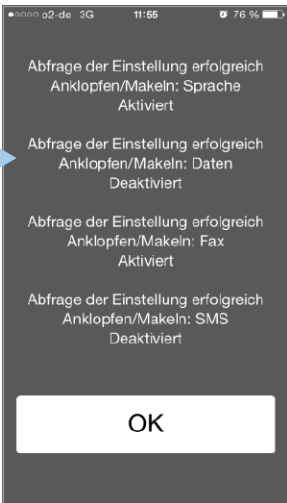 o2-de 3G 11:55 76 %
Abfrage der Einstellung erfolgreich
Anklopfen/Makeln: Sprache
Aktiviert
Abfrage der Einstellung erfolgreich
Anklopfen/Makeln: Daten
Deaktiviert
Abfrage der Einstellung erfolgreich
Anklopfen/Makeln: Fax
Aktiviert
Abfrage der Einstellung erfolgreich
Anklopfen/Makeln: SMS
Deaktiviert
OK